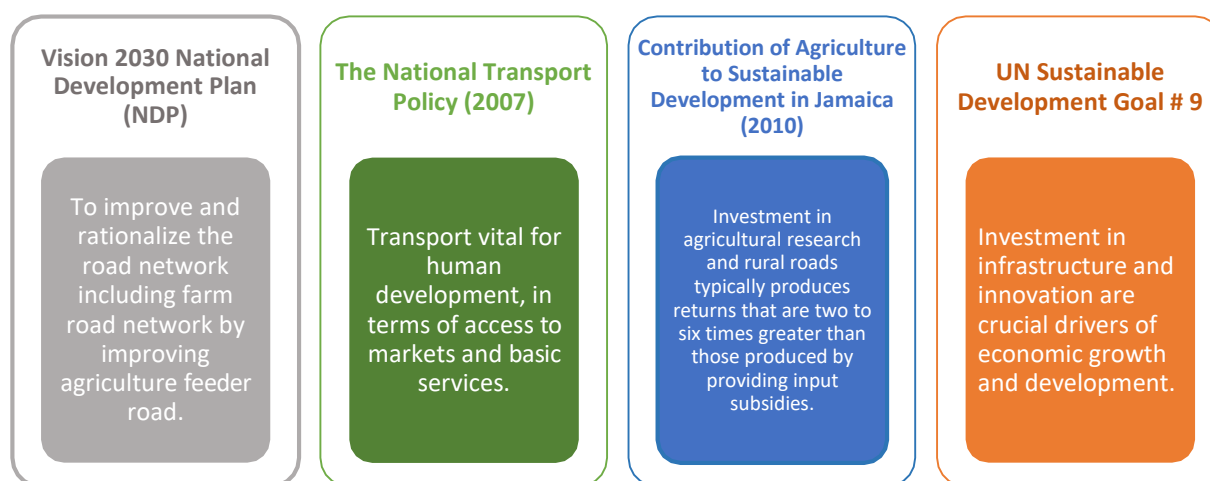 Vision 2030 National
Development Plan
(NDP)
To improve and
rationalize the
road network
including farm
road network by
improving
agriculture feeder
road.
The National Transport
Policy (2007)
Transport vital for
human
development, in
terms of access to
markets and basic
services.
Contribution of Agriculture
to Sustainable
Development in Jamaica
(2010)
Investment in
agricultural research
and rural roads
typically produces
returns that are two to
six times greater than
those produced by
providing input
subsidies.
UN Sustainable
Development Goal # 9
Investment in
infrastructure and
innovation are
crucial drivers of
economic growth
and development.